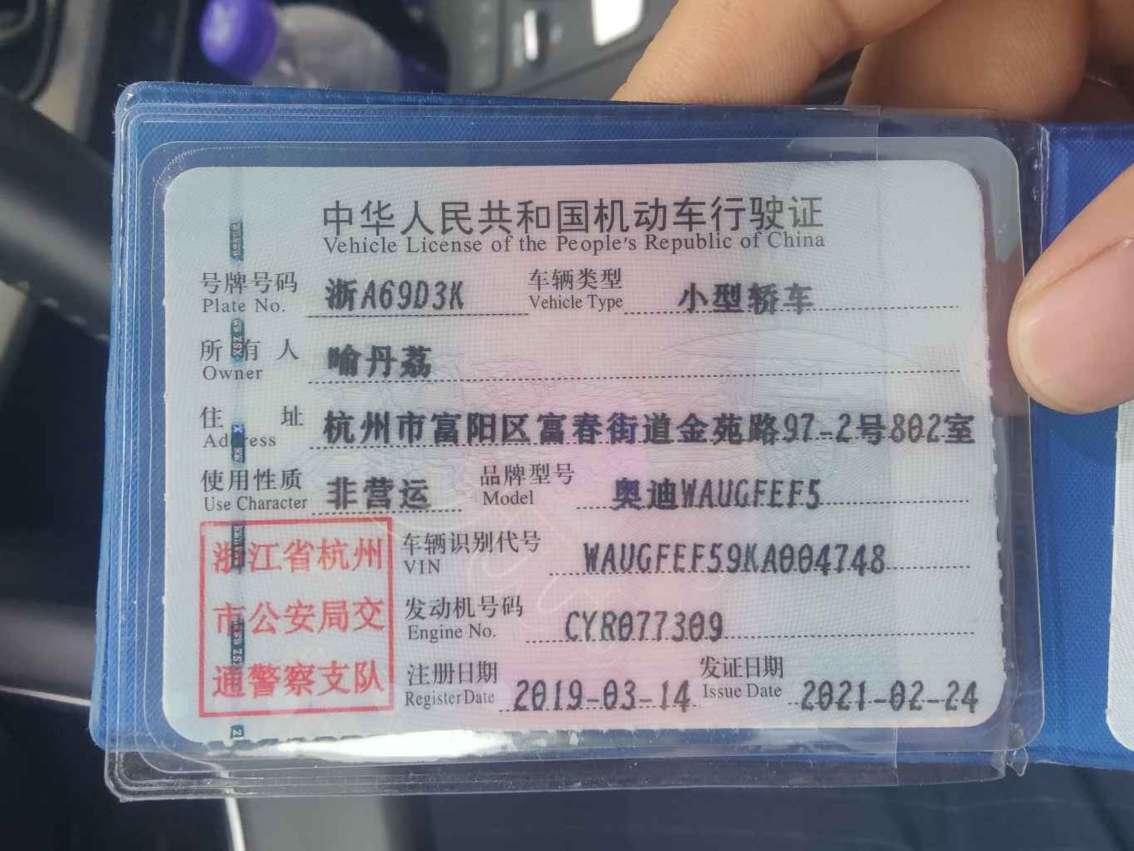 中华人民共和国机动车行驶证
Vehicle License of the People's Republic of China
号牌号码 浙A69D3K 车辆类型 小型轿车
Plate No. Vehicle Type
所有人 喻丹荔
Owner
住址 杭州市富阳区富春街道金苑路97-2号802室
Address
使用性质 非营运 品牌型号 奥迪WAUGFEF5
Use Character Model
浙江省杭州
市公安局交
通警察支队
车辆识别代号 WAUGFEF59KA004748
VIN
发动机号码 CYR077309
Engine No.
注册日期 2019-03-14 发证日期 2021-02-24
Register Date Issue Date